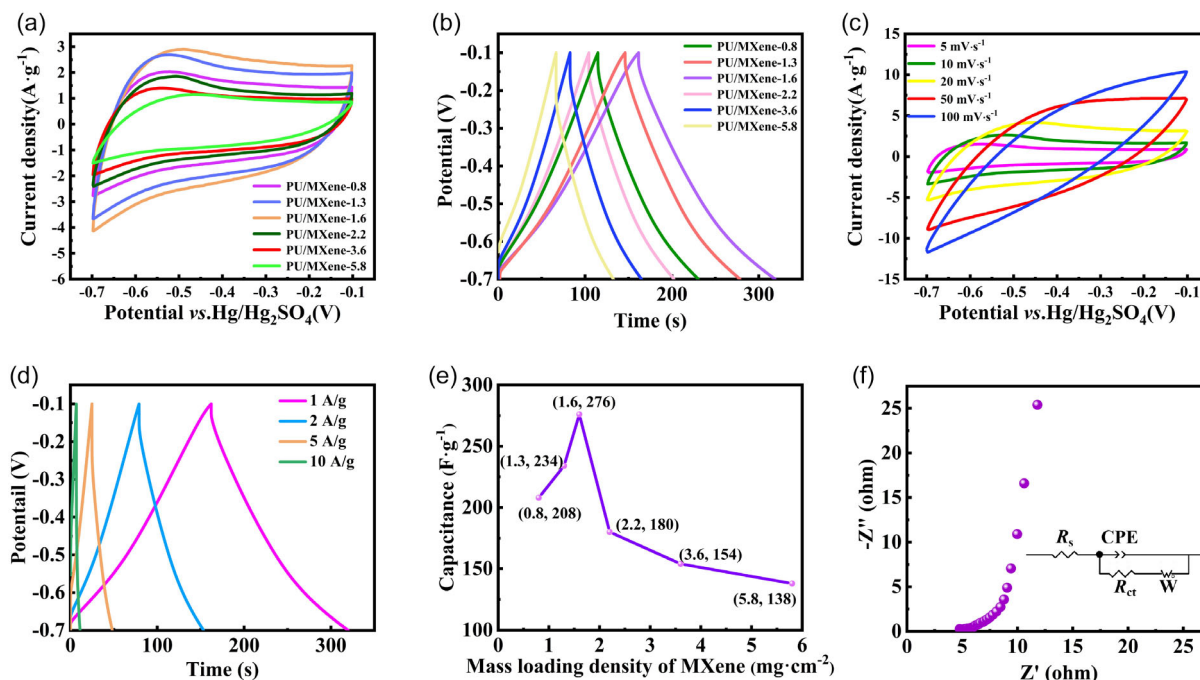 (a)
Current density(A·g⁻¹)
3
2
1
0
-1
-2
-3
-4
-5
-6
PU/MXene-0.8
PU/MXene-1.3
PU/MXene-1.6
PU/MXene-2.2
PU/MXene-3.6
PU/MXene-5.8
-0.7 -0.6 -0.5 -0.4 -0.3 -0.2 -0.1
Potential vs.Hg/Hg₂SO₄(V)
(b)
Potential (V)
-0.1
-0.2
-0.3
-0.4
-0.5
-0.6
-0.7
PU/MXene-0.8
PU/MXene-1.3
PU/MXene-1.6
PU/MXene-2.2
PU/MXene-3.6
PU/MXene-5.8
0 100 200 300
Time (s)
(c)
Current density(A·g⁻¹)
15
10
5
0
-5
-10
-15
5 mV·s⁻¹
10 mV·s⁻¹
20 mV·s⁻¹
50 mV·s⁻¹
100 mV·s⁻¹
-0.7 -0.6 -0.5 -0.4 -0.3 -0.2 -0.1
Potential vs.Hg/Hg₂SO₄(V)
(d)
Potentail (V)
-0.1
-0.2
-0.3
-0.4
-0.5
-0.6
-0.7
1 A/g
2 A/g
5 A/g
10 A/g
0 100 200 300
Time (s)
(e)
Capacitance (F·g⁻¹)
300
250
200
150
100
(1.6, 276)
(1.3, 234)
(0.8, 208)
(2.2, 180)
(3.6, 154)
(5.8, 138)
0 1 2 3 4 5 6
Mass loading density of MXene (mg·cm⁻²)
(f)
-Z'' (ohm)
25
20
15
10
5
0
Rs CPE
Rct W
5 10 15 20 25
Z' (ohm)